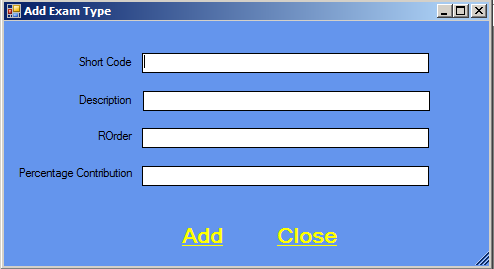 Add Exam Type
Short Code
Description
ROrder
Percentage Contribution
Add Close